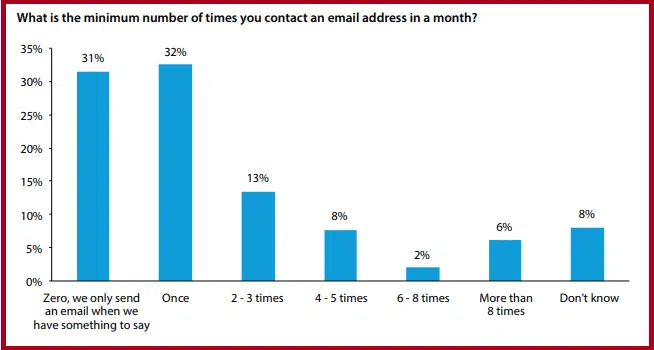 What is the minimum number of times you contact an email address in a month?
35%
30%
25%
20%
15%
10%
5%
0%
31%
32%
13%
8%
2%
6%
8%
Zero, we only send
an email when we
have something to say
Once
2 - 3 times
4 - 5 times
6 - 8 times
More than
8 times
Don't know